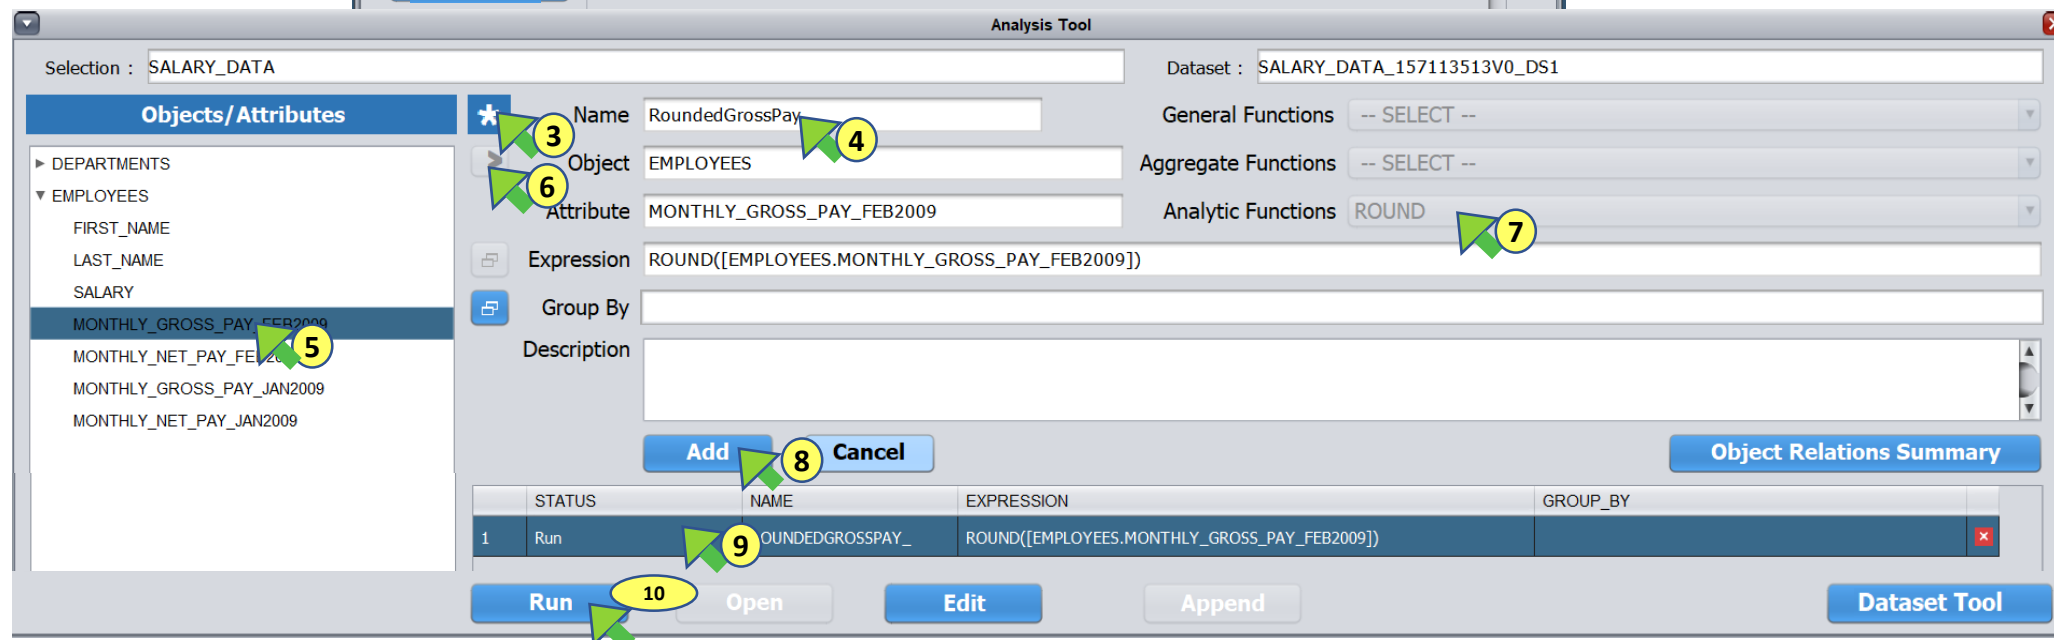 Analysis Tool
Selection : SALARY_DATA Dataset : SALARY_DATA_157113513V0_DS1
Objects/Attributes * 3 Name RoundedGrossPay 4 General Functions -- SELECT --
DEPARTMENTS > 6 Object EMPLOYEES Aggregate Functions -- SELECT --
EMPLOYEES
FIRST_NAME Attribute MONTHLY_GROSS_PAY_FEB2009 Analytic Functions ROUND 7
LAST_NAME Expression ROUND([EMPLOYEES.MONTHLY_GROSS_PAY_FEB2009])
SALARY Group By
MONTHLY_GROSS_PAY_FEB2009 5
MONTHLY_NET_PAY_FE Description
MONTHLY_GROSS_PAY_JAN2009
MONTHLY_NET_PAY_JAN2009
Add 8 Cancel Object Relations Summary
STATUS NAME EXPRESSION GROUP_BY
1 Run 9 OUNDEDGROSSPAY_ ROUND([EMPLOYEES.MONTHLY_GROSS_PAY_FEB2009])
Run 10 Open Edit Append Dataset Tool